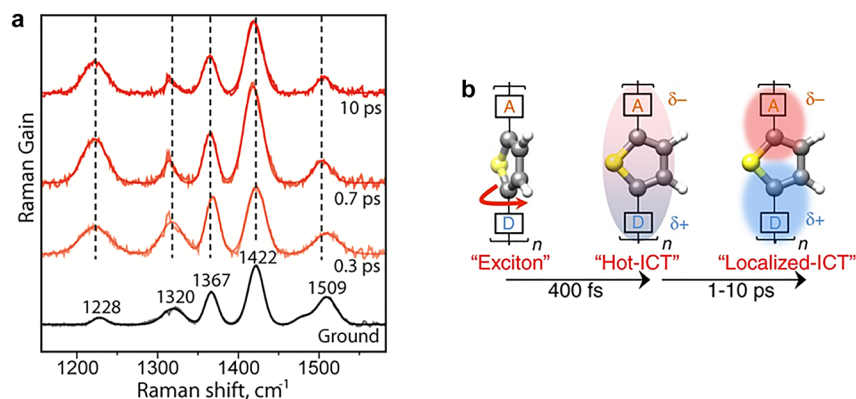 a
Raman Gain
10 ps
0.7 ps
0.3 ps
1228
1320
1367
1422
1509
Ground
1200
1300
1400
1500
Raman shift, cm-1
b
A
D
n
"Exciton"
400 fs
A
δ−
D
δ+
n
"Hot-ICT"
1-10 ps
A
δ−
D
δ+
n
"Localized-ICT"